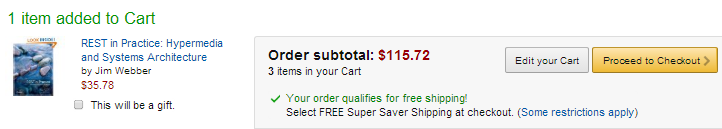 1 item added to Cart
LOOK INSIDE!
REST in Practice: Hypermedia
and Systems Architecture
by Jim Webber
$35.78
This will be a gift.
Order subtotal: $115.72
3 items in your Cart
Edit your Cart
Proceed to Checkout
Your order qualifies for free shipping!
Select FREE Super Saver Shipping at checkout. (Some restrictions apply)